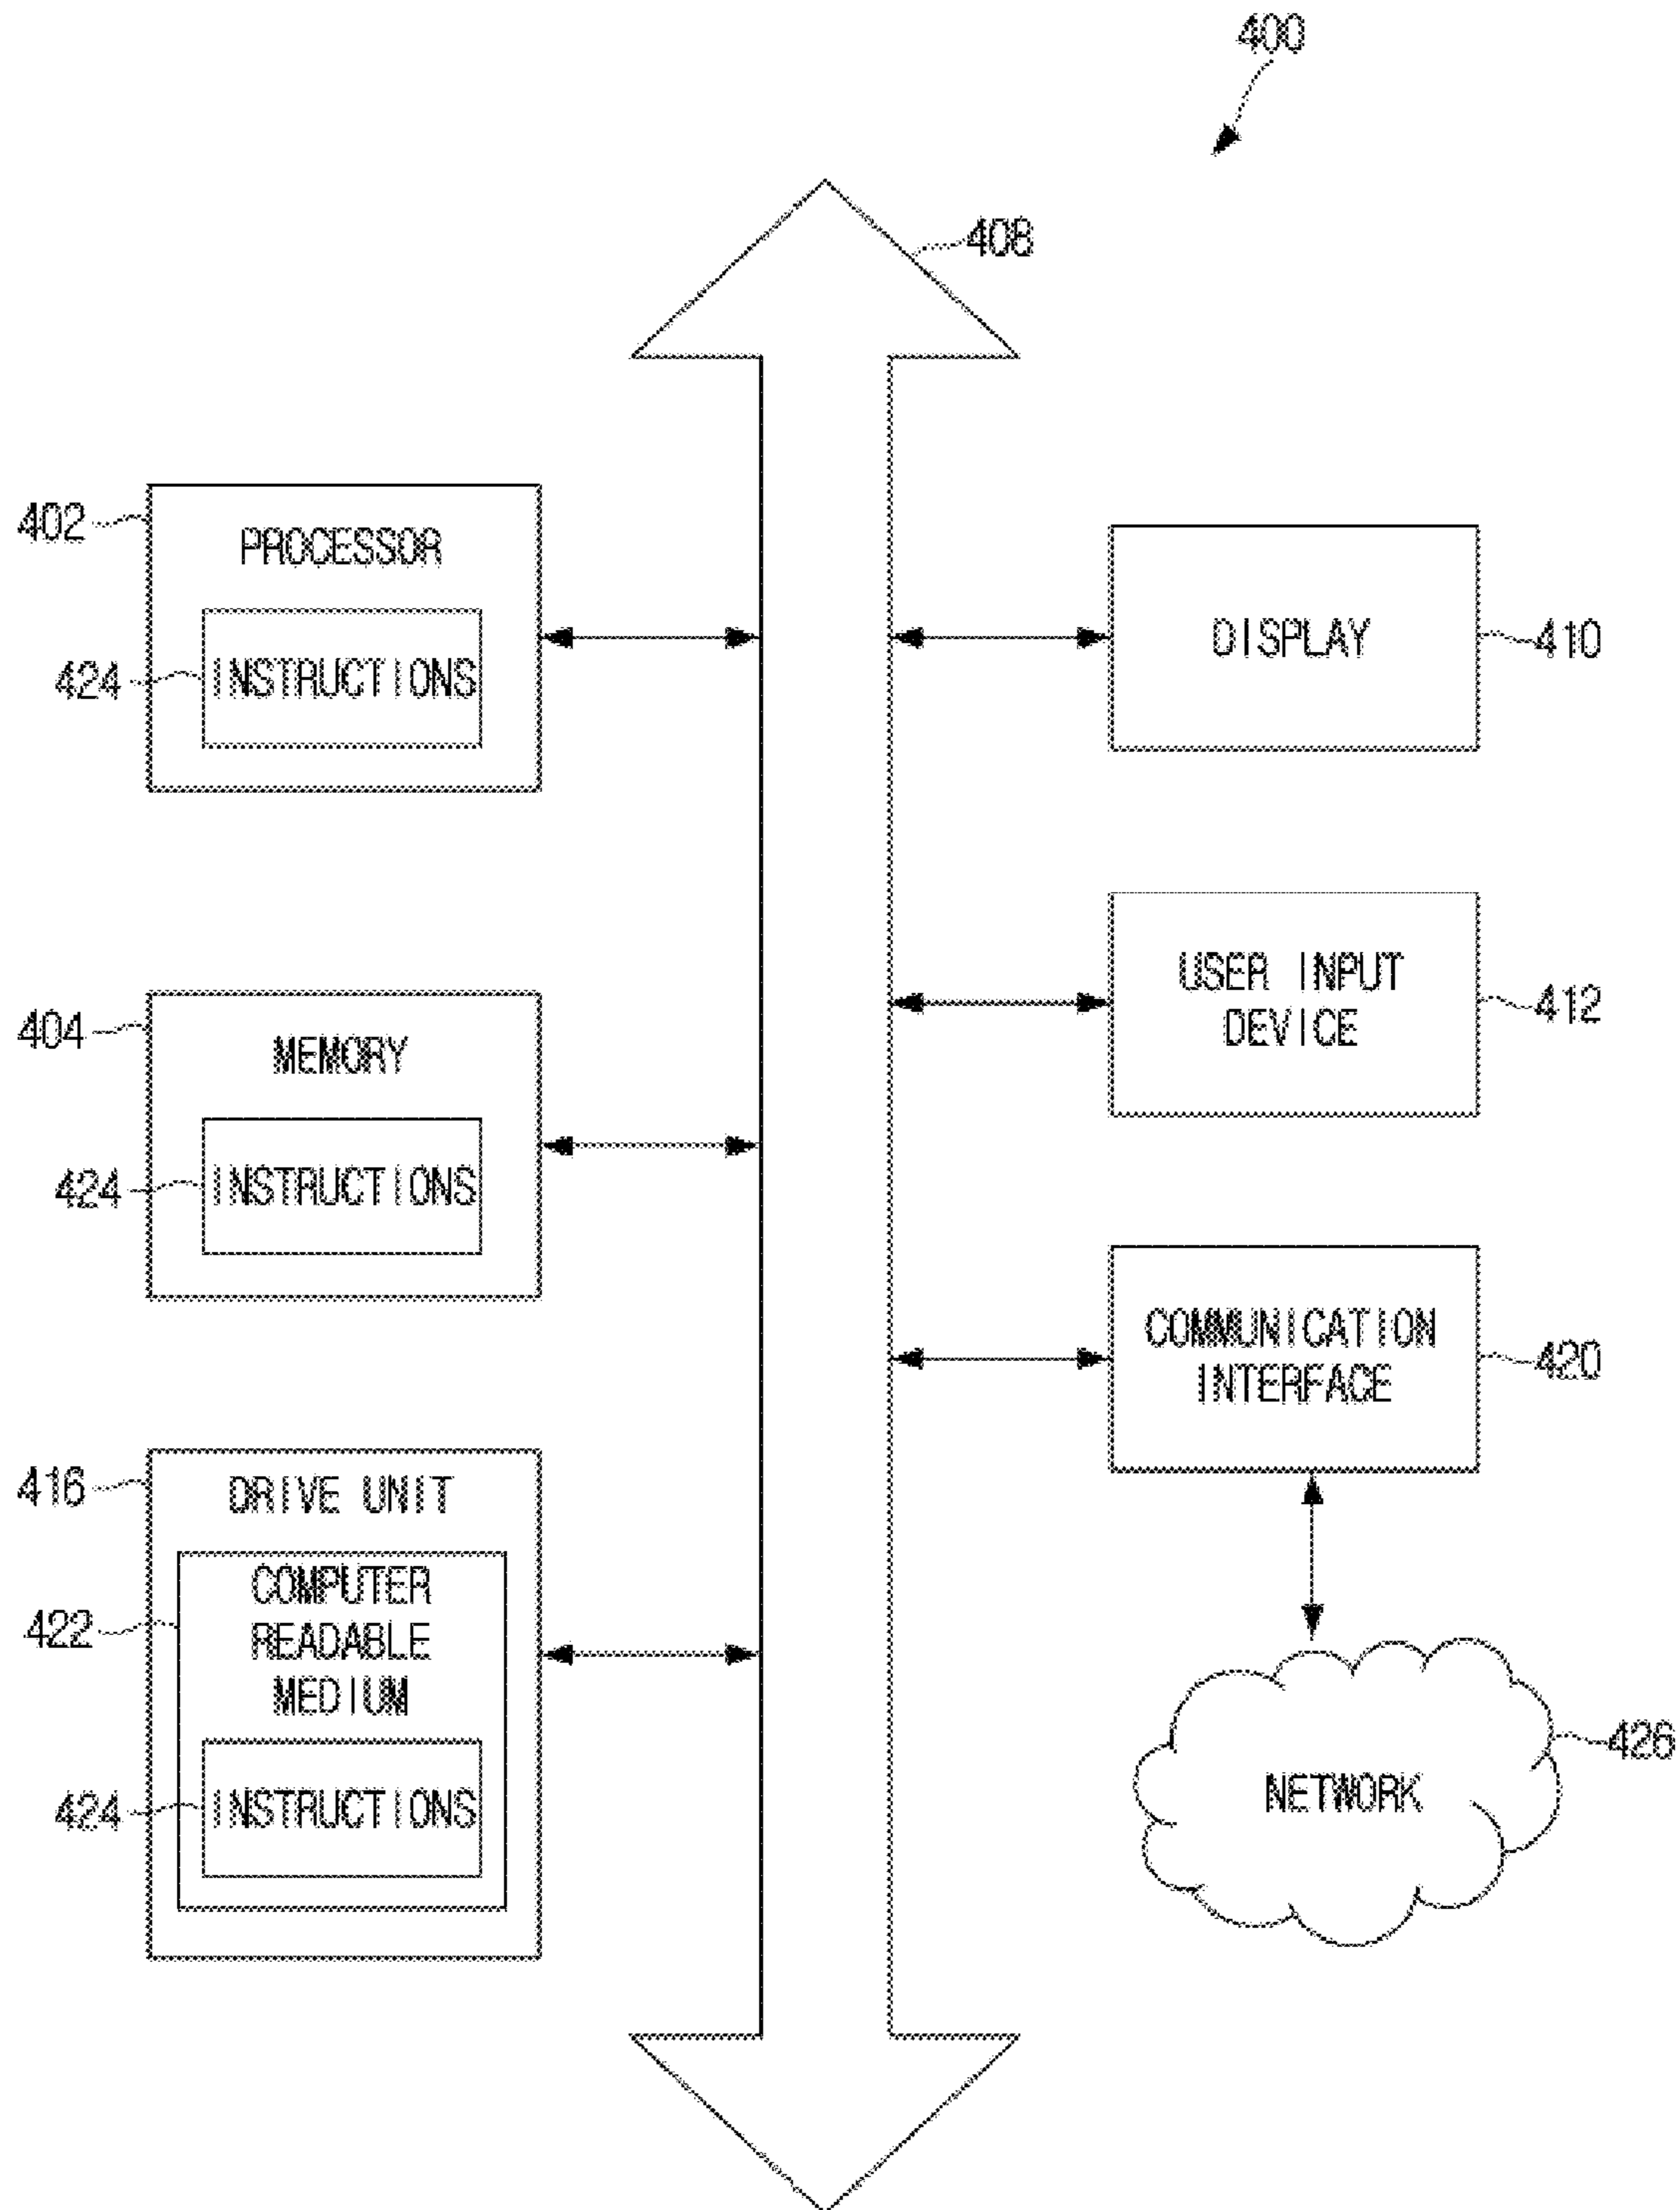 400
408
402
PROCESSOR
424
INSTRUCTIONS
DISPLAY
410
USER INPUT
DEVICE
412
404
MEMORY
424
INSTRUCTIONS
COMMUNICATION
INTERFACE
420
416
DRIVE UNIT
422
COMPUTER
READABLE
MEDIUM
424
INSTRUCTIONS
NETWORK
426